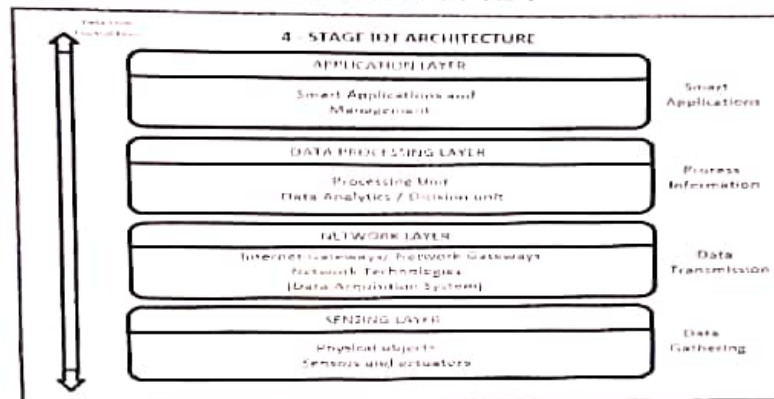 4 - STAGE IOT ARCHITECTURE
APPLICATION LAYER
Smart Applications and
Management
Smart
Applications
DATA PROCESSING LAYER
Processing Unit
Data Analytics / Dicision unit
Process
Information
NETWORK LAYER
Internet Gateways/ Network Gateways
Network Technologies
(Data Acquisition System)
Data
Transmission
SENZING LAYER
Physical objects
Sensors and actuators
Data
Gathering